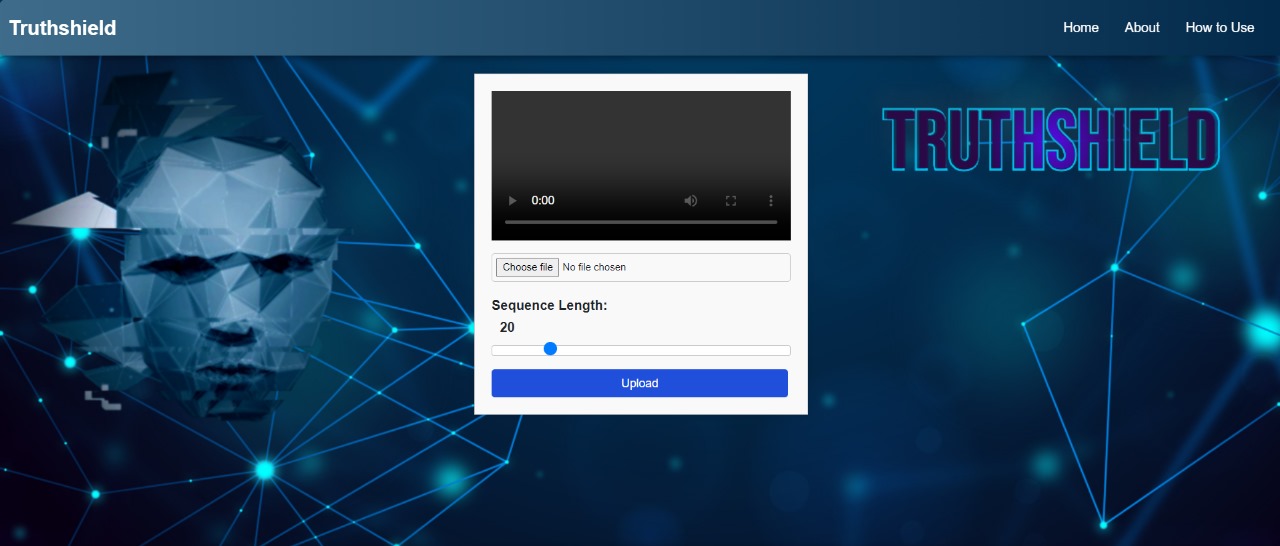 Truthshield
Home About How to Use
TRUTHSHIELD
0:00
Choose file No file chosen
Sequence Length:
20
Upload